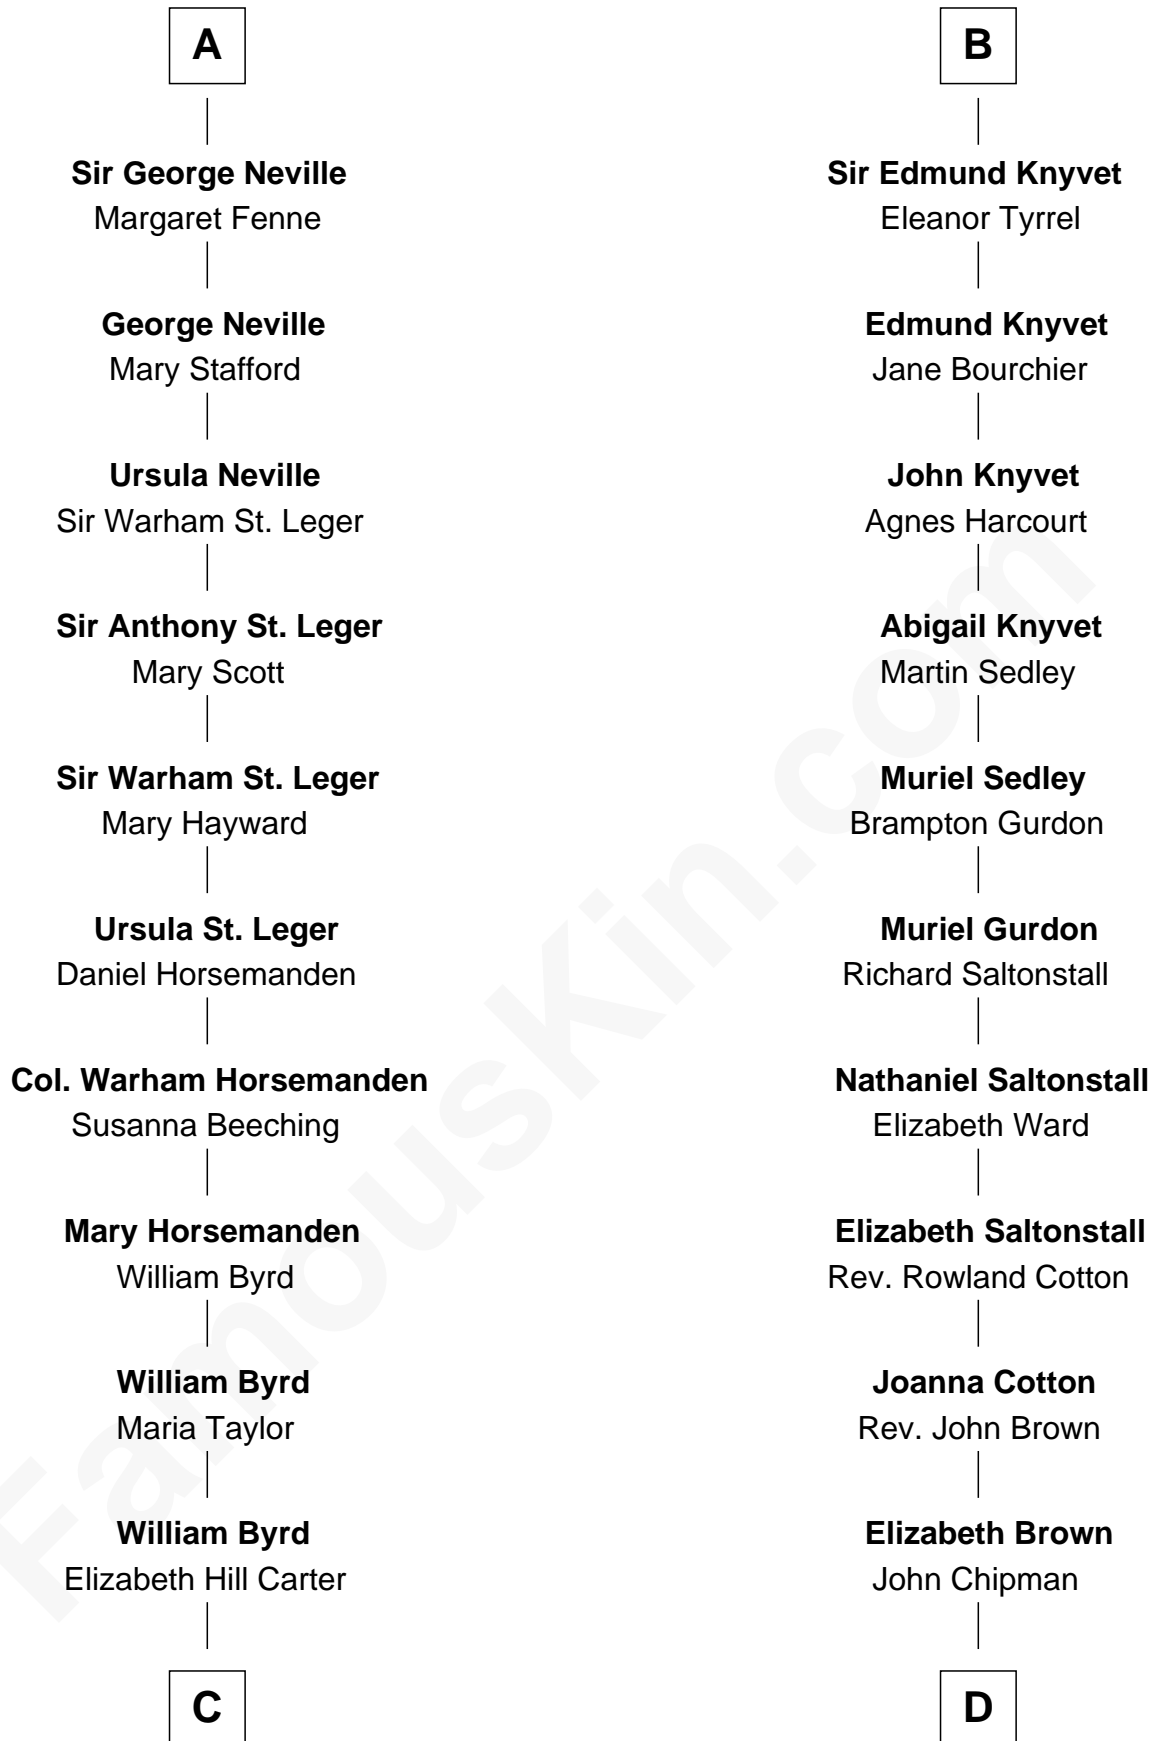 A
Sir George Neville
Margaret Fenne
George Neville
Mary Stafford
Ursula Neville
Sir Warham St. Leger
Sir Anthony St. Leger
Mary Scott
Sir Warham St. Leger
Mary Hayward
Ursula St. Leger
Daniel Horsemanden
Col. Warham Horsemanden
Susanna Beeching
Mary Horsemanden
William Byrd
William Byrd
Maria Taylor
William Byrd
Elizabeth Hill Carter
C
B
Sir Edmund Knyvet
Eleanor Tyrrel
Edmund Knyvet
Jane Bourchier
John Knyvet
Agnes Harcourt
Abigail Knyvet
Martin Sedley
Muriel Sedley
Brampton Gurdon
Muriel Gurdon
Richard Saltonstall
Nathaniel Saltonstall
Elizabeth Ward
Elizabeth Saltonstall
Rev. Rowland Cotton
Joanna Cotton
Rev. John Brown
Elizabeth Brown
John Chipman
D
FamousKin.com